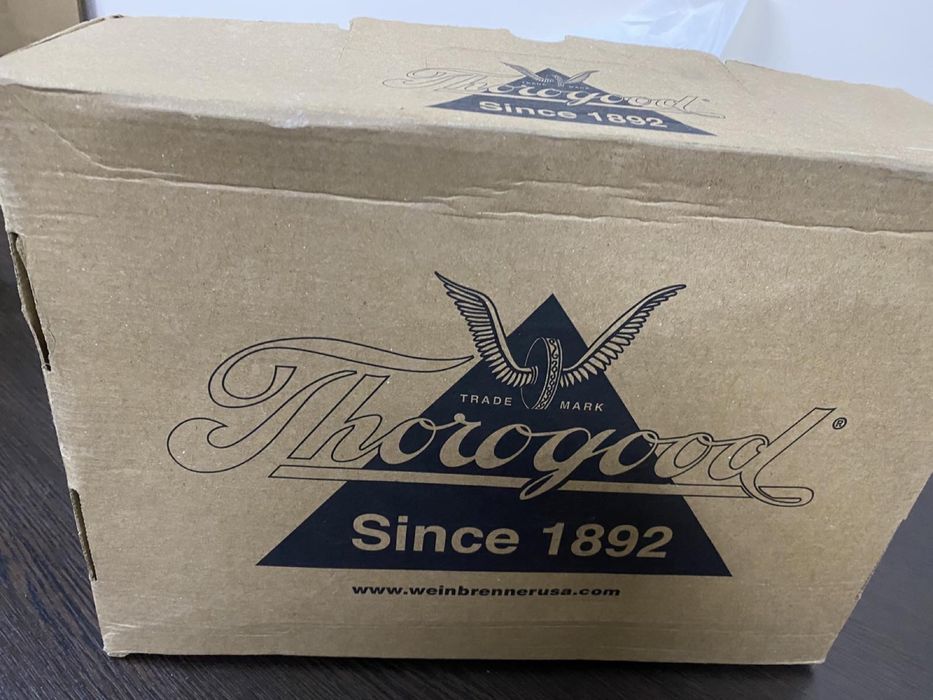 Thorogood
Since 1892
TRADE MARK
Thorogood®
Since 1892
www.weinbrennerusa.com